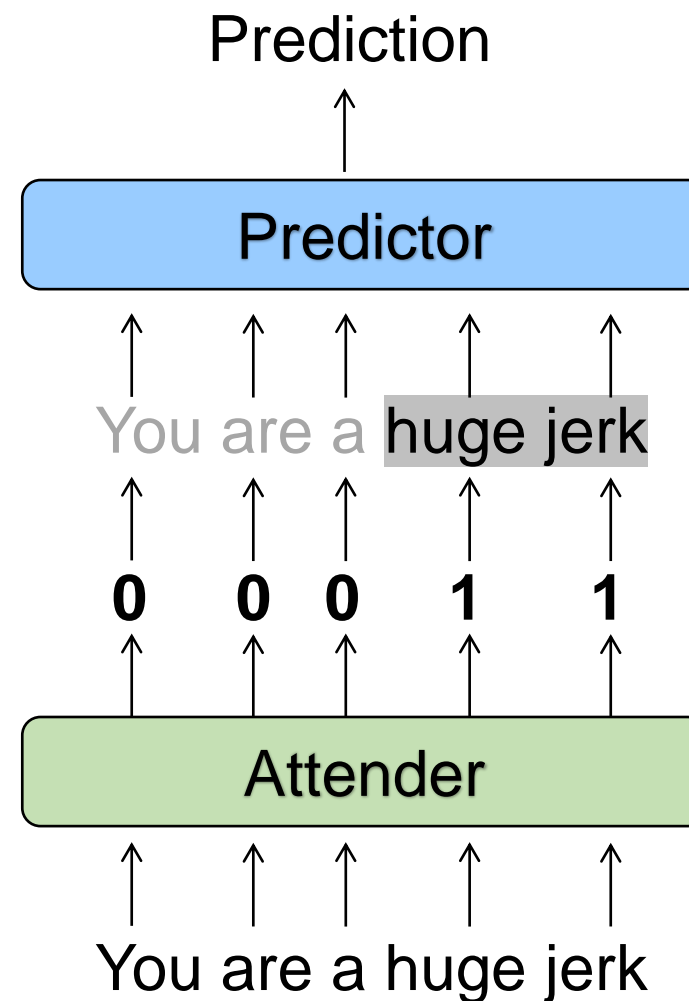 Prediction
Predictor
You are a huge jerk
0 0 0 1 1
Attender
You are a huge jerk